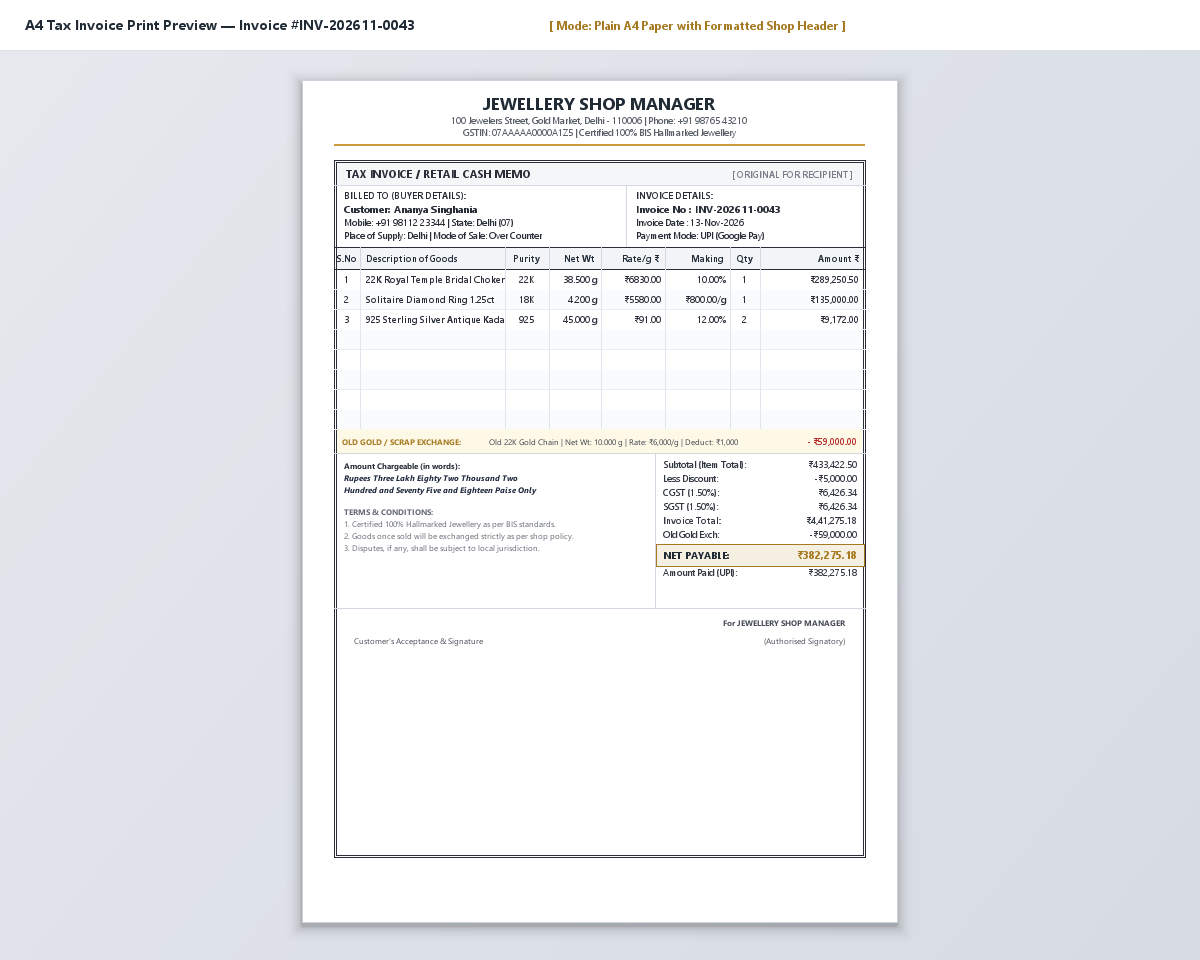 A4 Tax Invoice Print Preview — Invoice #INV-202611-0043
[ Mode: Plain A4 Paper with Formatted Shop Header ]
JEWELLERY SHOP MANAGER
100 Jewelers Street, Gold Market, Delhi - 110006 | Phone: +91 98765 43210
GSTIN: 07AAAAA0000A1Z5 | Certified 100% BIS Hallmarked Jewellery
TAX INVOICE / RETAIL CASH MEMO [ ORIGINAL FOR RECIPIENT ]
BILLED TO (BUYER DETAILS):
Customer: Ananya Singhania
Mobile: +91 98112 23344 | State: Delhi (07)
Place of Supply: Delhi | Mode of Sale: Over Counter
INVOICE DETAILS:
Invoice No : INV-202611-0043
Invoice Date : 13-Nov-2026
Payment Mode: UPI (Google Pay)
S.No Description of Goods Purity Net Wt Rate/g ₹ Making Qty Amount ₹
1 22K Royal Temple Bridal Choker 22K 38.500 g ₹6830.00 10.00% 1 ₹289,250.50
2 Solitaire Diamond Ring 1.25ct 18K 4.200 g ₹5580.00 ₹800.00/g 1 ₹135,000.00
3 925 Sterling Silver Antique Kada 925 45.000 g ₹91.00 12.00% 2 ₹9,172.00
OLD GOLD / SCRAP EXCHANGE: Old 22K Gold Chain | Net Wt: 10.000 g | Rate: ₹6,000/g | Deduct: ₹1,000 - ₹59,000.00
Amount Chargeable (in words):
Rupees Three Lakh Eighty Two Thousand Two
Hundred and Seventy Five and Eighteen Paise Only
TERMS & CONDITIONS:
1. Certified 100% Hallmarked Jewellery as per BIS standards.
2. Goods once sold will be exchanged strictly as per shop policy.
3. Disputes, if any, shall be subject to local jurisdiction.
Subtotal (Item Total): ₹433,422.50
Less Discount: -₹5,000.00
CGST (1.50%): ₹6,426.34
SGST (1.50%): ₹6,426.34
Invoice Total: ₹4,41,275.18
Old Gold Exch: -₹59,000.00
NET PAYABLE: ₹382,275.18
Amount Paid (UPI): ₹382,275.18
For JEWELLERY SHOP MANAGER
Customer's Acceptance & Signature (Authorised Signatory)